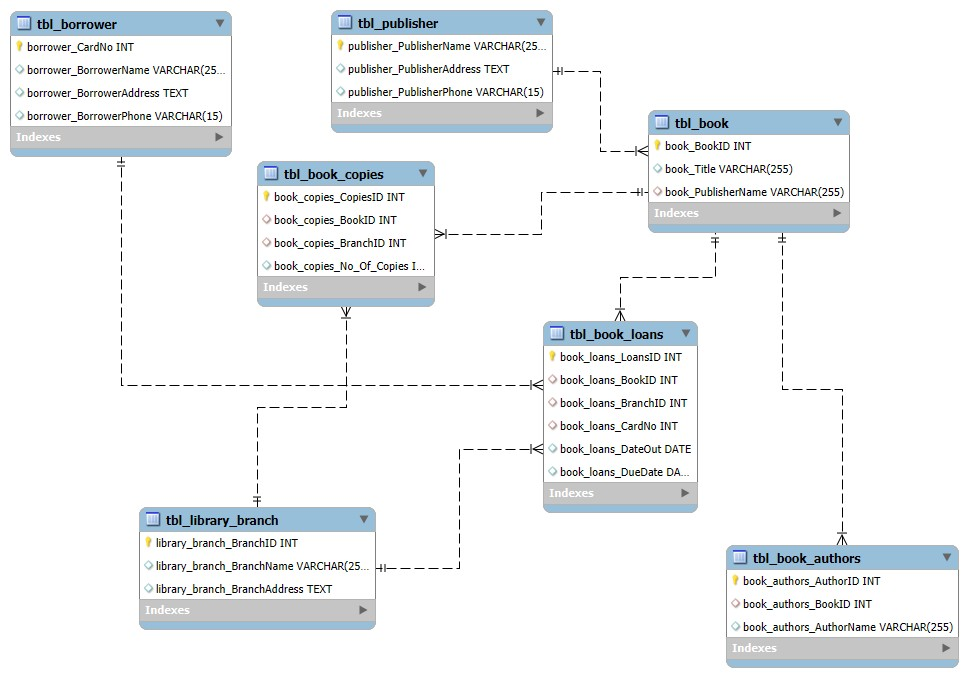 tbl_borrower
borrower_CardNo INT
borrower_BorrowerName VARCHAR(25...
borrower_BorrowerAddress TEXT
borrower_BorrowerPhone VARCHAR(15)
Indexes
tbl_publisher
publisher_PublisherName VARCHAR(25...
publisher_PublisherAddress TEXT
publisher_PublisherPhone VARCHAR(15)
Indexes
tbl_book
book_BookID INT
book_Title VARCHAR(255)
book_PublisherName VARCHAR(255)
Indexes
tbl_book_copies
book_copies_CopiesID INT
book_copies_BookID INT
book_copies_BranchID INT
book_copies_No_Of_Copies I...
Indexes
tbl_book_loans
book_loans_LoansID INT
book_loans_BookID INT
book_loans_BranchID INT
book_loans_CardNo INT
book_loans_DateOut DATE
book_loans_DueDate DA...
Indexes
tbl_library_branch
library_branch_BranchID INT
library_branch_BranchName VARCHAR(25...
library_branch_BranchAddress TEXT
Indexes
tbl_book_authors
book_authors_AuthorID INT
book_authors_BookID INT
book_authors_AuthorName VARCHAR(255)
Indexes